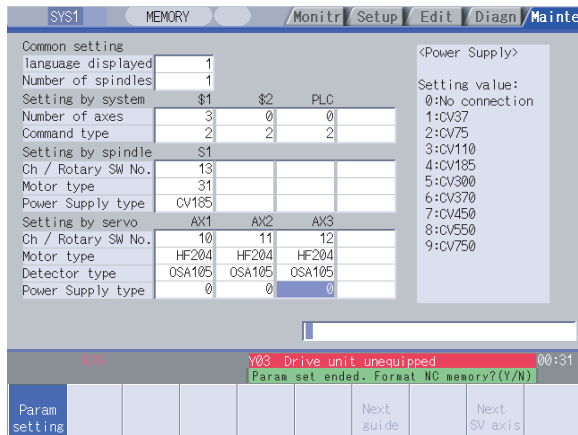 SYS1 MEMORY Monitr Setup Edit Diagn Mainte
Common setting
language displayed 1
Number of spindles 1
Setting by system $1 $2 PLC
Number of axes 3 0 0
Command type 2 2 2
Setting by spindle S1
Ch / Rotary SW No. 13
Motor type 31
Power Supply type CV185
Setting by servo AX1 AX2 AX3
Ch / Rotary SW No. 10 11 12
Motor type HF204 HF204 HF204
Detector type OSA105 OSA105 OSA105
Power Supply type 0 0 0
<Power Supply>
Setting value:
0:No connection
1:CV37
2:CV75
3:CV110
4:CV185
5:CV300
6:CV370
7:CV450
8:CV550
9:CV750
Y03 Drive unit unequipped 00:31
Param set ended. Format NC memory?(Y/N)
Param
setting
Next
guide
Next
SV axis